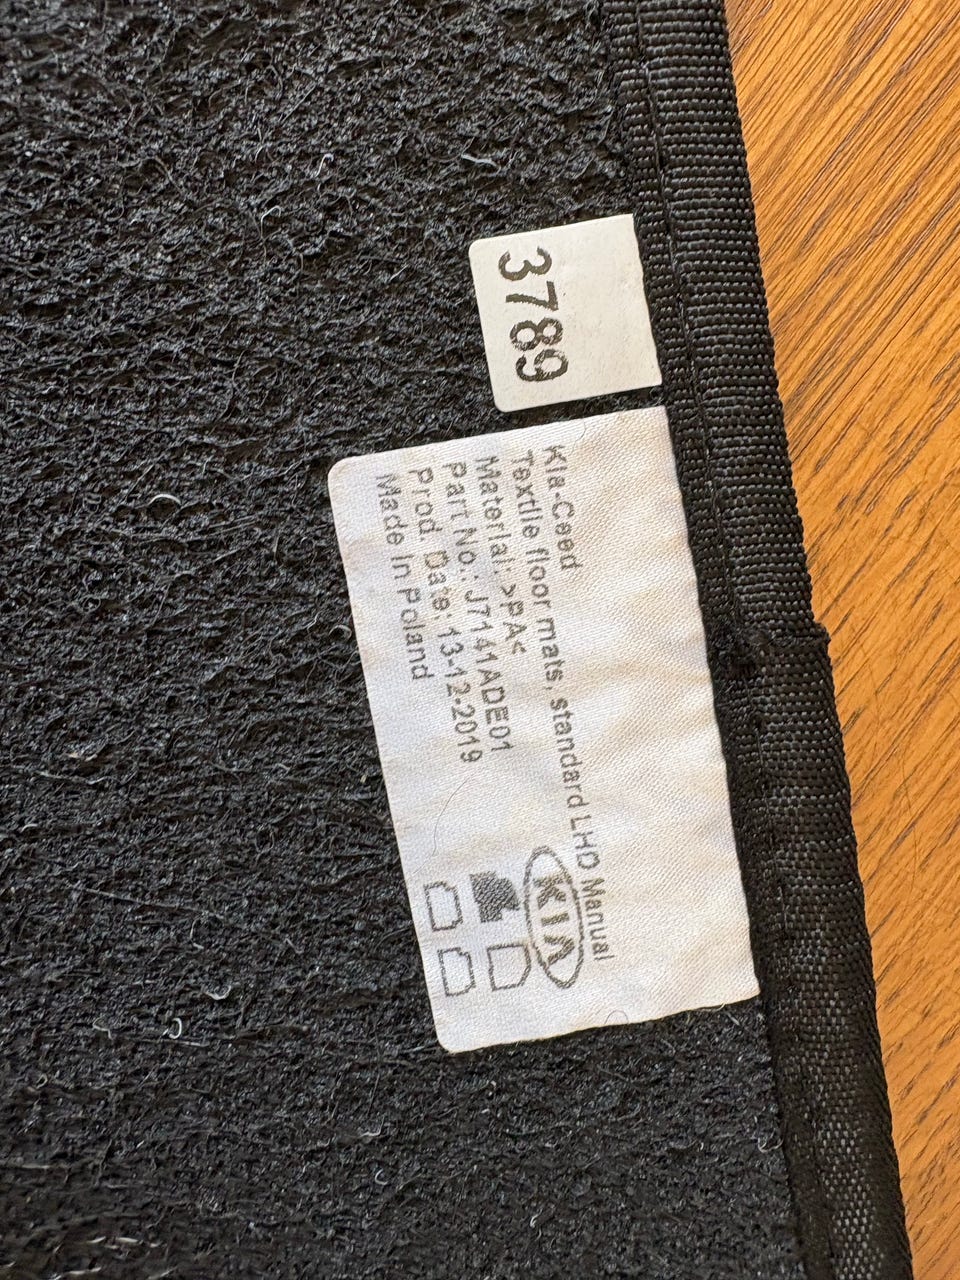 3789
Kia-Ceed
Textile floor mats, standard LHD Manual
Material: >PA<
Part No.: J7141ADE01
Prod. Date: 13-12-2019
Made in Poland
KIA